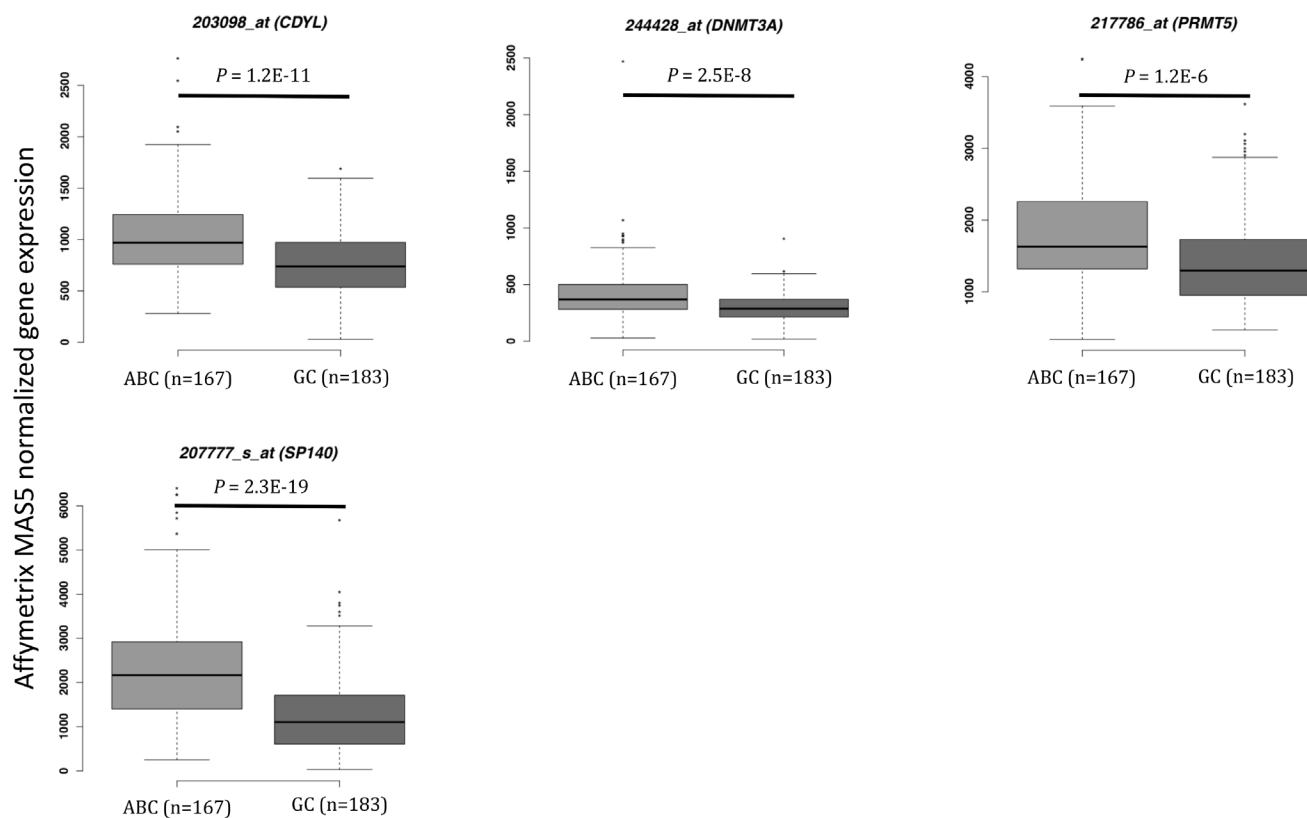 203098_at (CDYL)
P = 1.2E-11
2500
2000
1500
1000
500
0
ABC (n=167)
GC (n=183)
244428_at (DNMT3A)
P = 2.5E-8
2500
2000
1500
1000
500
0
ABC (n=167)
GC (n=183)
217786_at (PRMT5)
P = 1.2E-6
4000
3000
2000
1000
ABC (n=167)
GC (n=183)
Affymetrix MAS5 normalized gene expression
207777_s_at (SP140)
P = 2.3E-19
6000
5000
4000
3000
2000
1000
0
ABC (n=167)
GC (n=183)